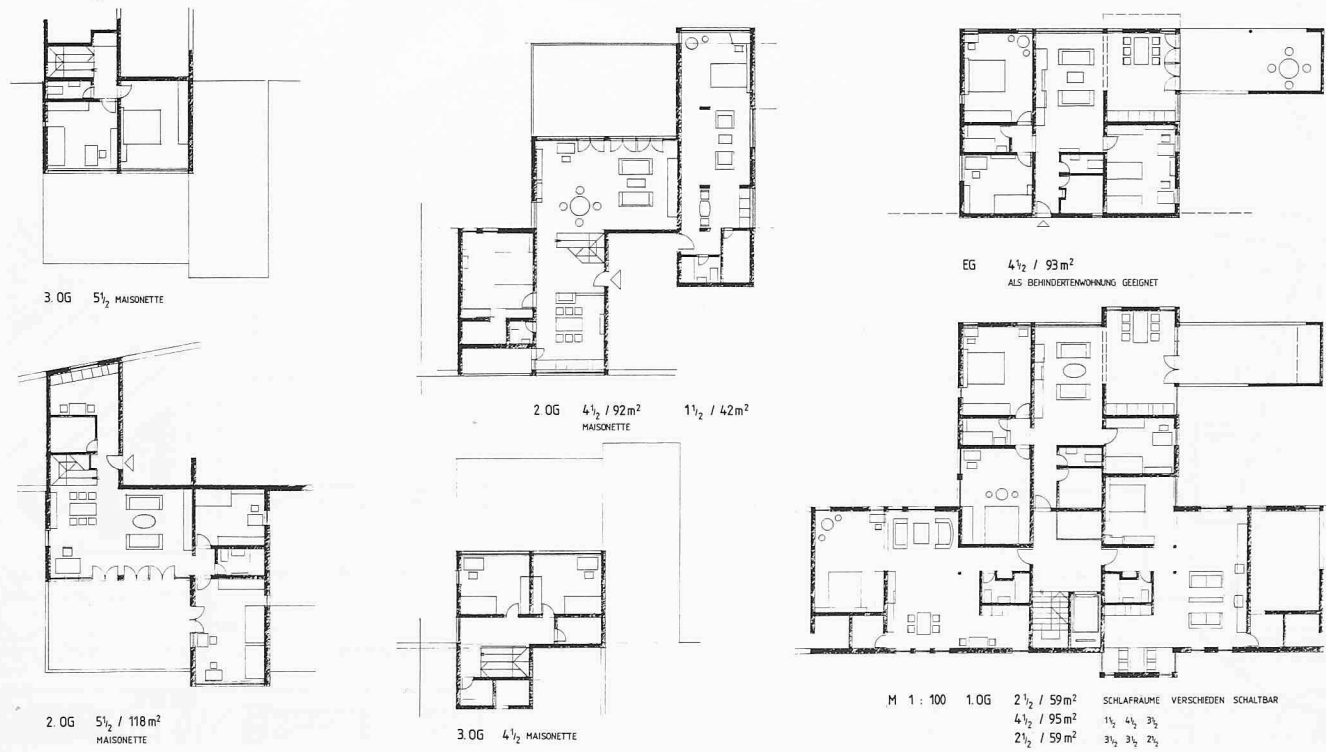 3. OG 5½ MAISONETTE
2. OG 5½ / 118 m²
MAISONETTE
2. OG 4½ / 92 m² 1½ / 42 m²
MAISONETTE
3. OG 4½ MAISONETTE
EG 4½ / 93 m²
ALS BEHINDERTENWOHNUNG GEEIGNET
M 1 : 100 1. OG 2½ / 59 m² SCHLAFRÄUME VERSCHIEDEN SCHALTBAR
4½ / 95 m² 1½ 4½ 3½
2½ / 59 m² 3½ 3½ 2½